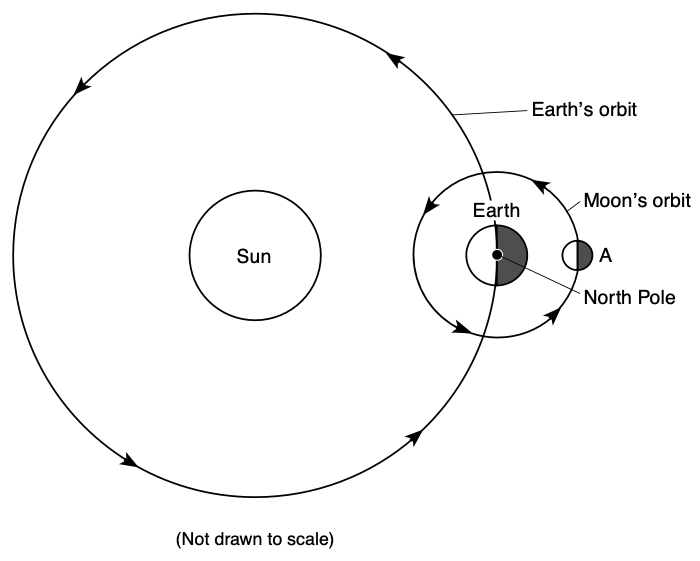 Earth's orbit
Moon's orbit
Earth
Sun
A
North Pole
(Not drawn to scale)